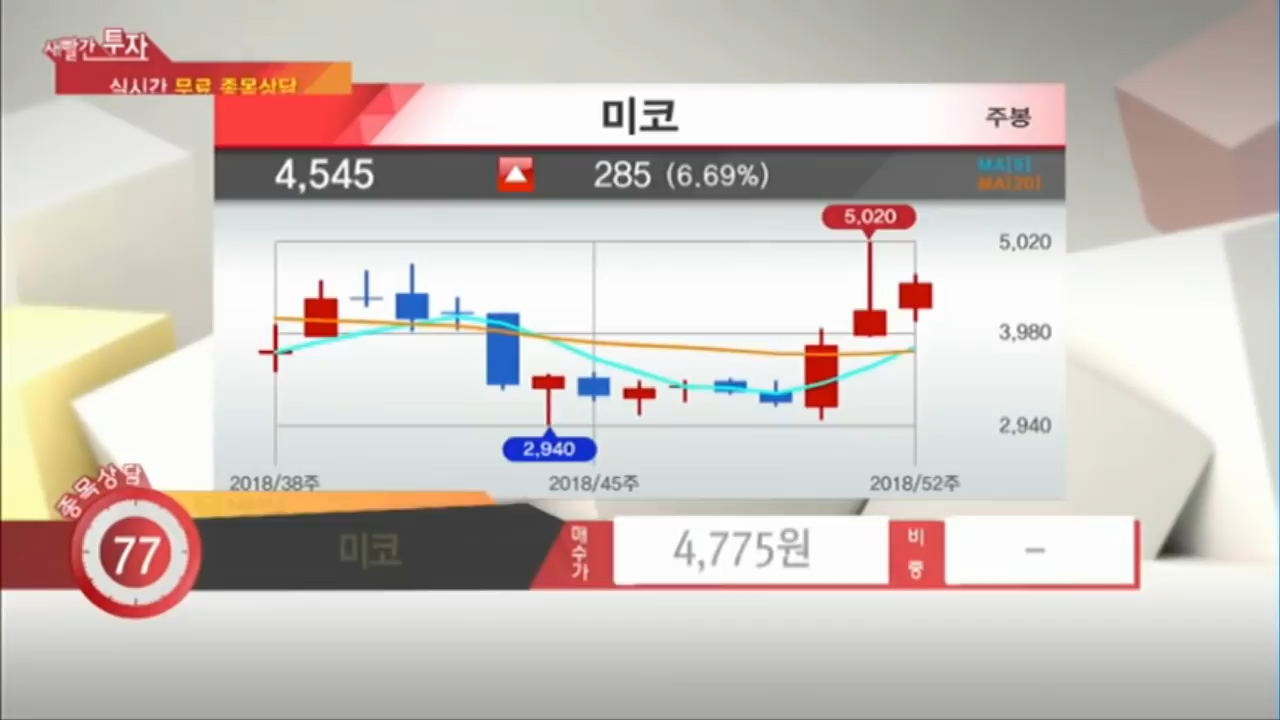 새빨간 투자
실시간 무료 종목상담
미코
주봉
4,545
285 (6.69%)
MA[5]
MA[20]
5,020
5,020
3,980
2,940
2,940
2018/38주
2018/45주
2018/52주
종목상담
77
미코
매수가
4,775원
비중
–